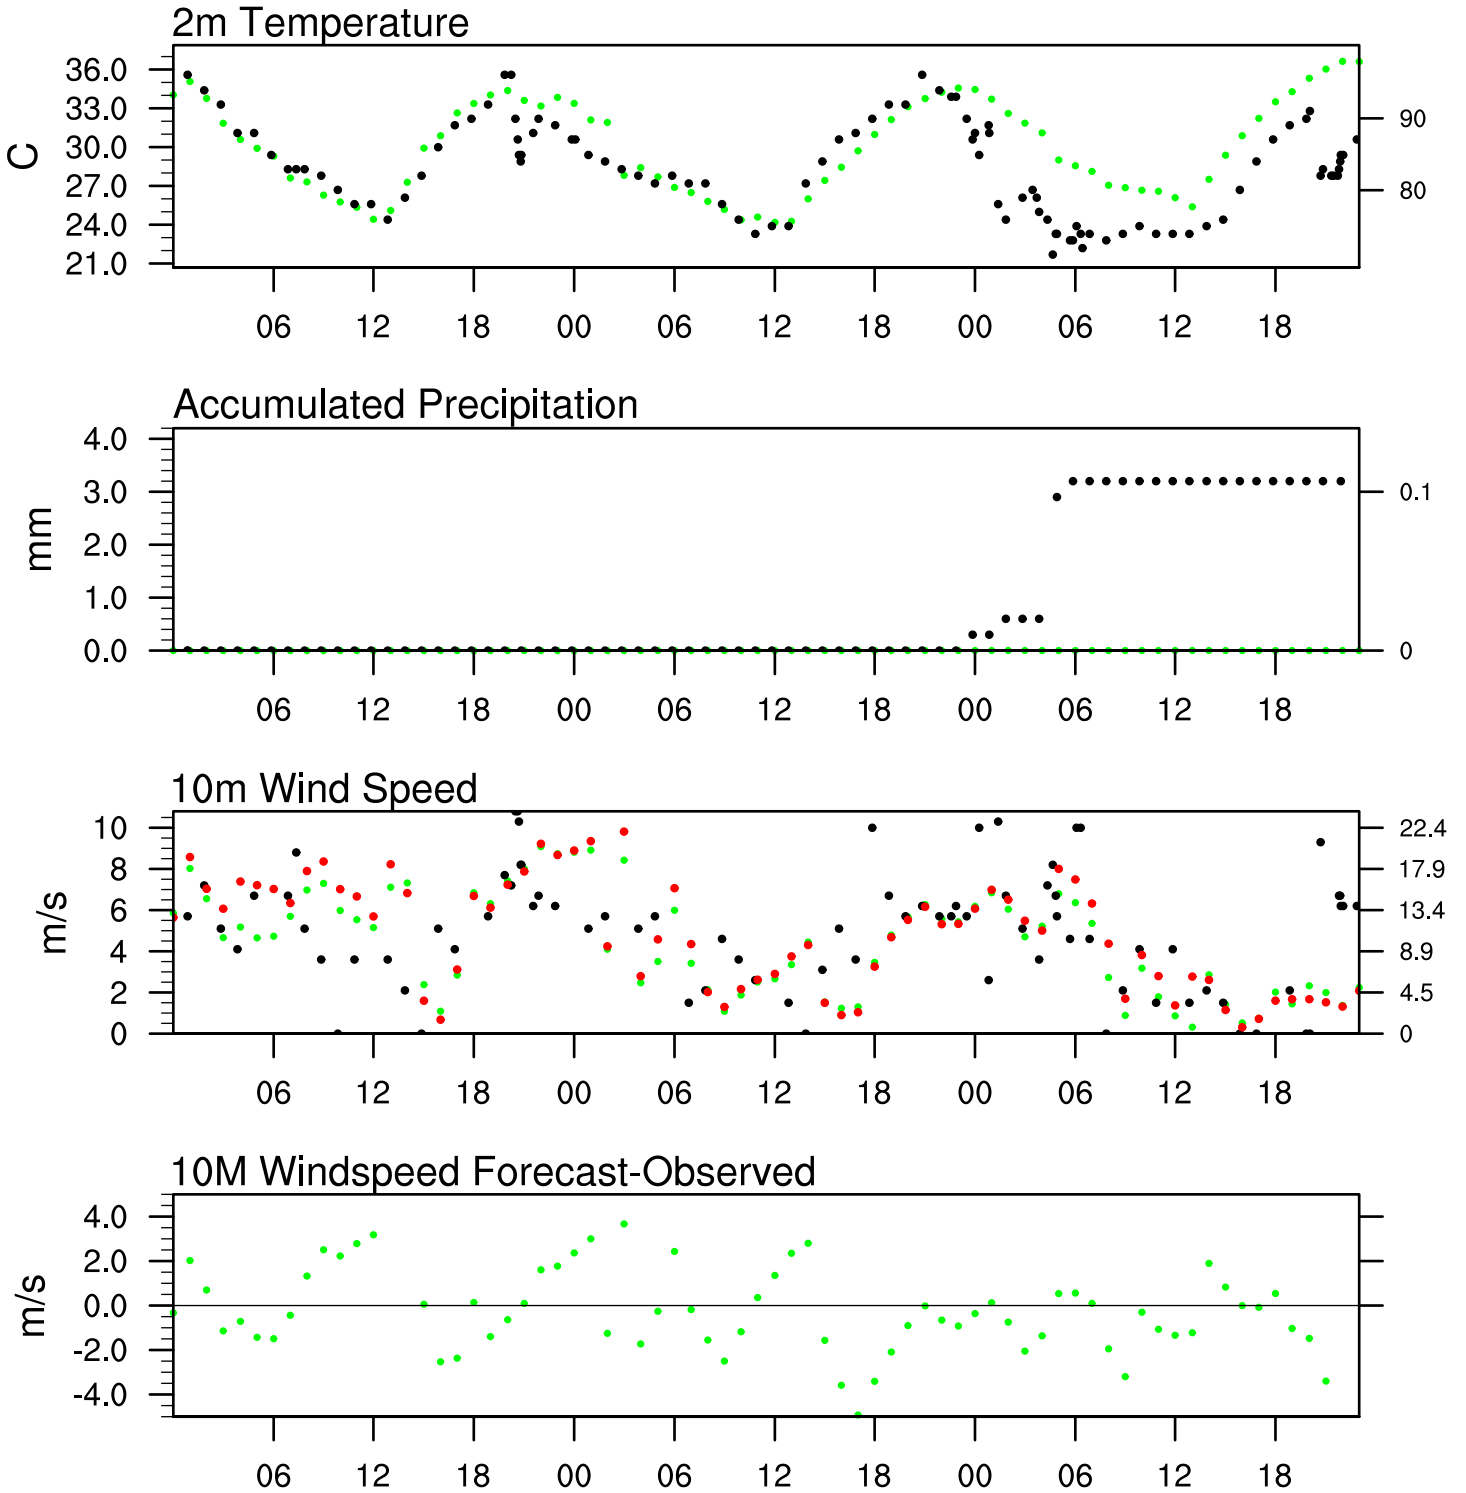 2m Temperature
36.0
33.0
30.0
27.0
24.0
21.0
C
90
80
06 12 18 00 06 12 18 00 06 12 18
Accumulated Precipitation
4.0
3.0
2.0
1.0
0.0
mm
0.1
0
06 12 18 00 06 12 18 00 06 12 18
10m Wind Speed
10
8
6
4
2
0
m/s
22.4
17.9
13.4
8.9
4.5
0
06 12 18 00 06 12 18 00 06 12 18
10M Windspeed Forecast-Observed
4.0
2.0
0.0
-2.0
-4.0
m/s
06 12 18 00 06 12 18 00 06 12 18